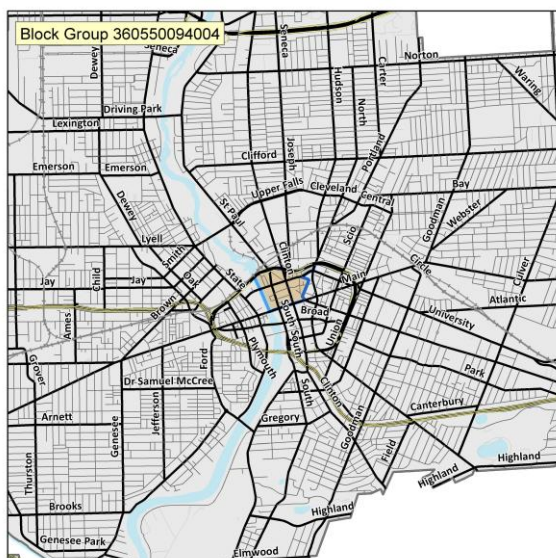 Block Group 360550094004
Dewey
Seneca
Seneca
Hudson
North
Carter
Norton
Waring
Driving Park
Lexington
Joseph
Portland
Clifford
Emerson
Emerson
Upper Falls
Cleveland
Central
Bay
Dewey
St Paul
Webster
Goodman
Scio
Lyell
Smith
Clinton
Circle
Culver
Jay
Child
Jay
Oak
State
Main
Atlantic
Brown
South
South
Broad
University
Ames
Union
Plymouth
Ford
Park
Grover
Dr Samuel McCree
South
Clinton
Canterbury
Arnett
Genesee
Jefferson
Gregory
Goodman
Field
Thurston
Highland
Highland
Brooks
Highland
Genesee Park
Elmwood